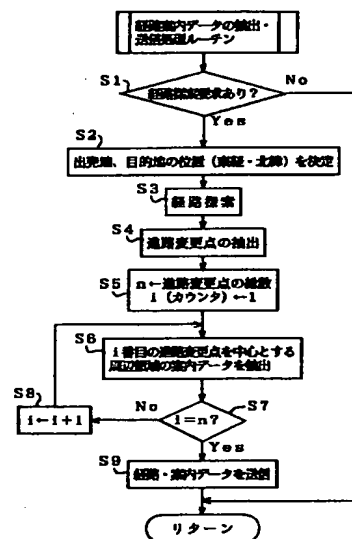 経路案内データの抽出・
送信処理ルーチン
S1
経路探索要求あり？
No
Yes
S2
出発地、目的地の位置（東経・北緯）を決定
S3
経路探索
S4
進路変更点の抽出
S5
n←進路変更点の総数
i（カウンタ）←1
S6
i番目の進路変更点を中心とする
周辺領域の案内データを抽出
S8
i←i+1
No
S7
i＝n？
Yes
S9
経路・案内データを送信
リターン